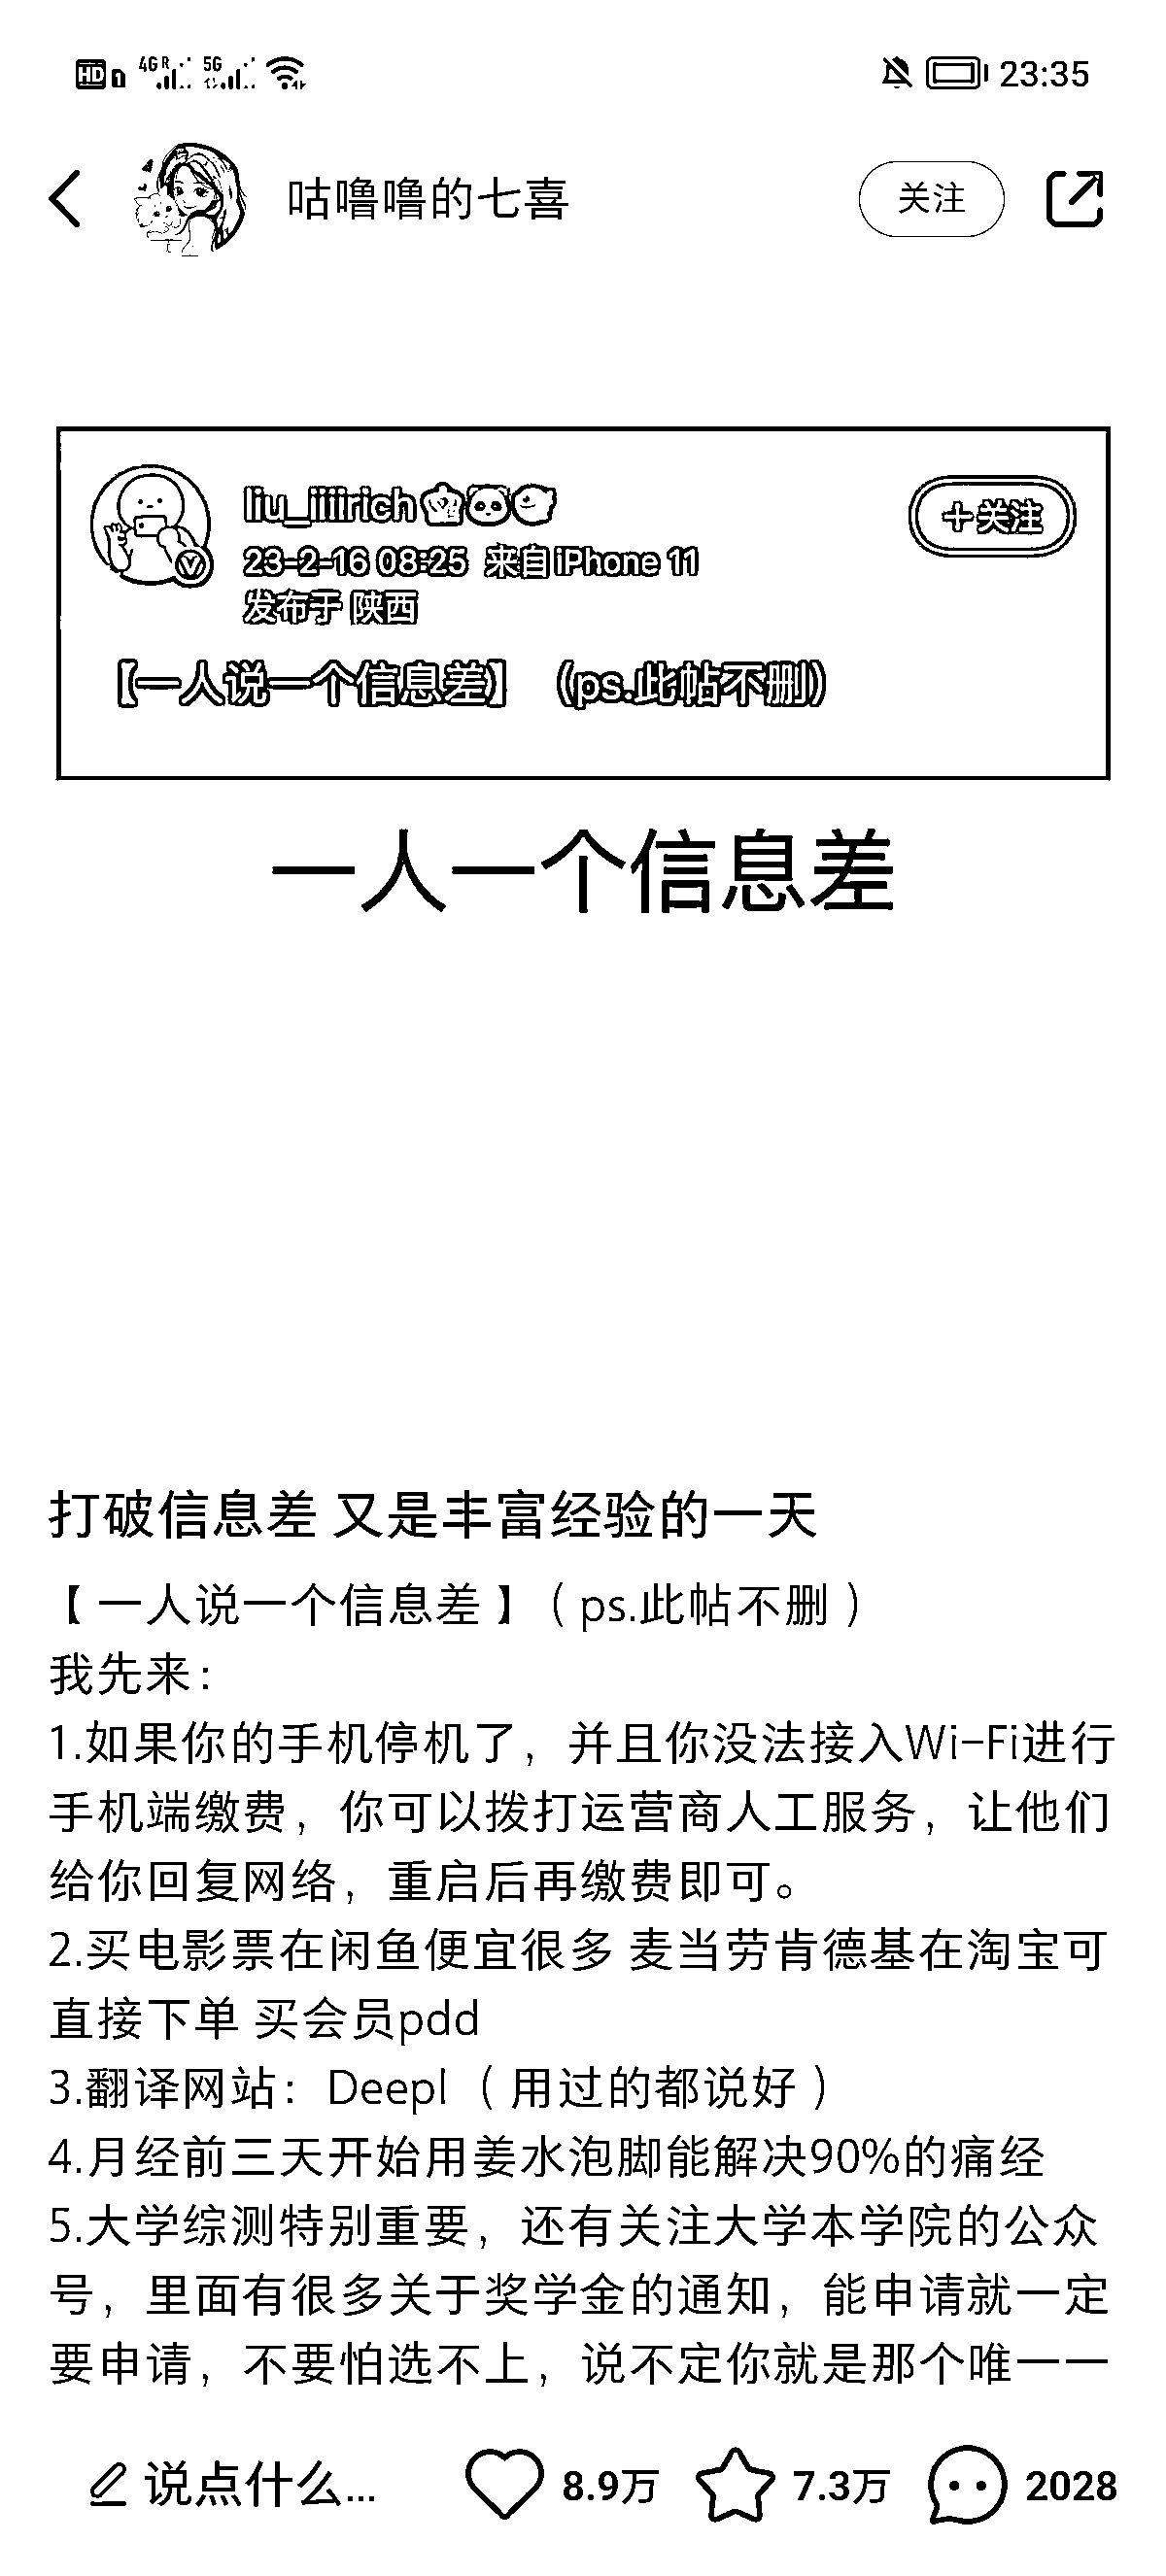 HD 1 4G R 5G 23:35
咕噜噜的七喜 关注
liu_iiiirich +关注
23-2-16 08:25 来自iPhone 11
发布于 陕西
【一人说一个信息差】 (ps.此帖不删)
一人一个信息差
打破信息差 又是丰富经验的一天
【一人说一个信息差】（ps.此帖不删）
我先来：
1.如果你的手机停机了，并且你没法接入Wi-Fi进行
手机端缴费，你可以拨打运营商人工服务，让他们
给你回复网络，重启后再缴费即可。
2.买电影票在闲鱼便宜很多 麦当劳肯德基在淘宝可
直接下单 买会员pdd
3.翻译网站：Deepl（用过的都说好）
4.月经前三天开始用姜水泡脚能解决90%的痛经
5.大学综测特别重要，还有关注大学本学院的公众
号，里面有很多关于奖学金的通知，能申请就一定
要申请，不要怕选不上，说不定你就是那个唯一一
说点什么... 8.9万 7.3万 2028